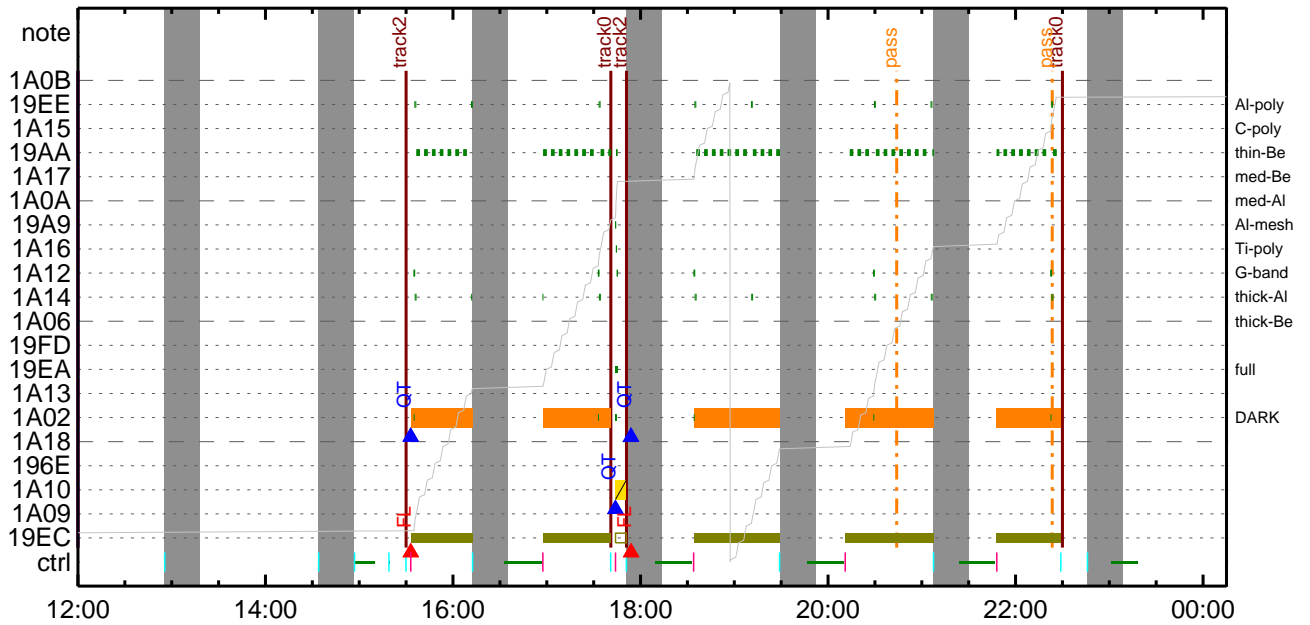 note
track2
track0
track2
pass
pass
track0
1A0B
19EE
Al-poly
1A15
C-poly
19AA
thin-Be
1A17
med-Be
1A0A
med-Al
19A9
Al-mesh
1A16
Ti-poly
1A12
G-band
1A14
thick-Al
1A06
thick-Be
19FD
19EA
full
1A13
QT
QT
1A02
DARK
1A18
196E
QT
1A10
1A09
FL
FL
19EC
ctrl
12:00
14:00
16:00
18:00
20:00
22:00
00:00